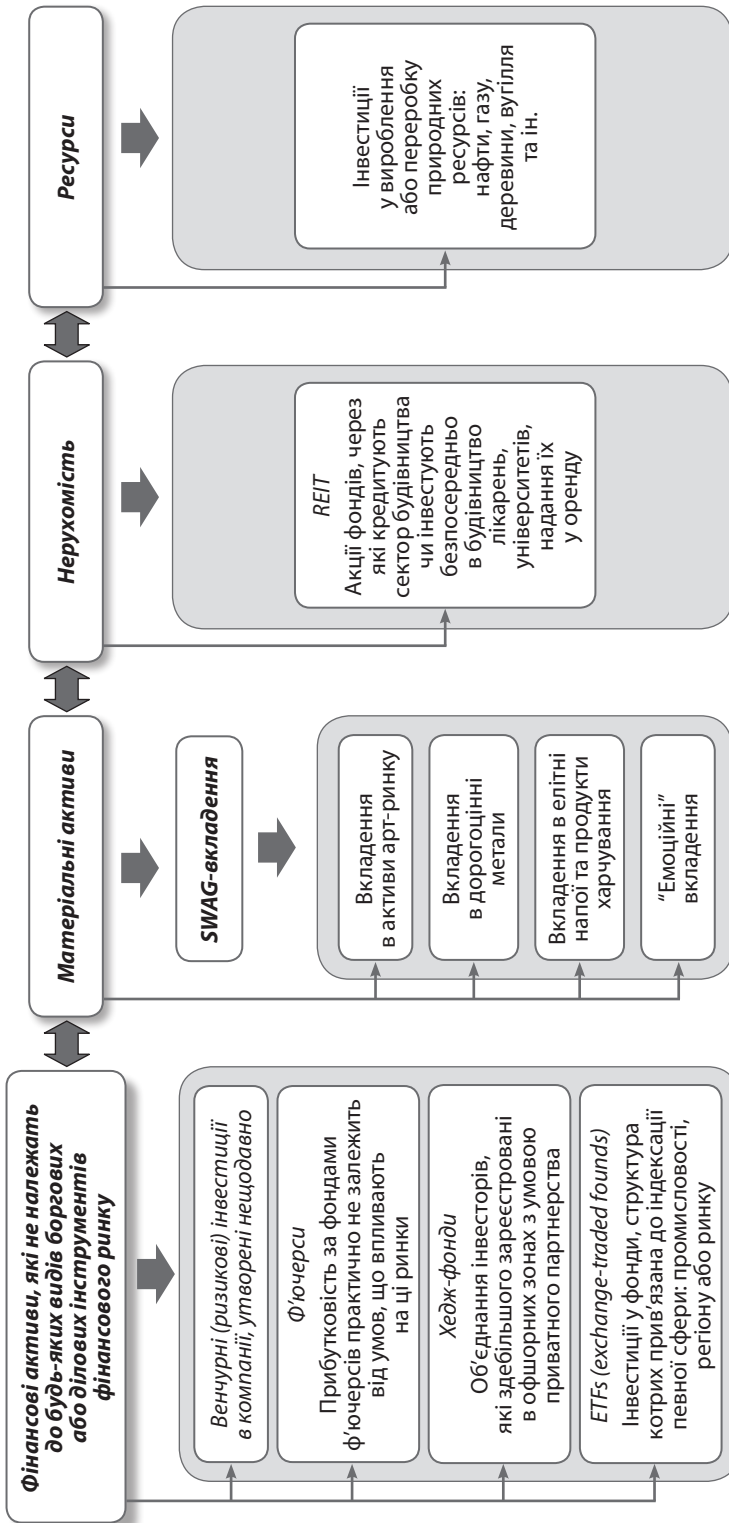 Фінансові активи, які не належать
до будь-яких видів боргових
або ділових інструментів
фінансового ринку
Венчурні (ризикові) інвестиції
в компанії, утворені нещодавно
Ф’ючерси
Прибутковість за фондами
ф’ючерсів практично не залежить
від умов, що впливають
на ці ринки
Хедж-фонди
Об’єднання інвесторів,
які здебільшого зареєстровані
в офшорних зонах з умовою
приватного партнерства
ETFs (exchange-traded founds)
Інвестиції у фонди, структура
котрих прив’язана до індексації
певної сфери: промисловості,
регіону або ринку
Матеріальні активи
SWAG-вкладення
Вкладення
в активи арт-ринку
Вкладення
в дорогоцінні
метали
Вкладення в елітні
напої та продукти
харчування
“Емоційні”
вкладення
Нерухомість
REIT
Акції фондів, через
які кредитують
сектор будівництва
чи інвестують
безпосередньо
в будівництво
лікарень,
університетів,
надання їх
у оренду
Ресурси
Інвестиції
у вироблення
або переробку
природних
ресурсів:
нафти, газу,
деревини, вугілля
та ін.